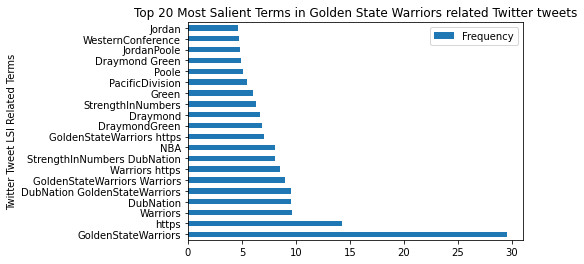 Top 20 Most Salient Terms in Golden State Warriors related Twitter tweets
Frequency
Twitter Tweet LSI Related Terms
Jordan
WesternConference
JordanPoole
Draymond Green
Poole
PacificDivision
Green
StrengthInNumbers
Draymond
DraymondGreen
GoldenStateWarriors https
NBA
StrengthInNumbers DubNation
Warriors https
GoldenStateWarriors Warriors
DubNation GoldenStateWarriors
DubNation
Warriors
https
GoldenStateWarriors
0 5 10 15 20 25 30